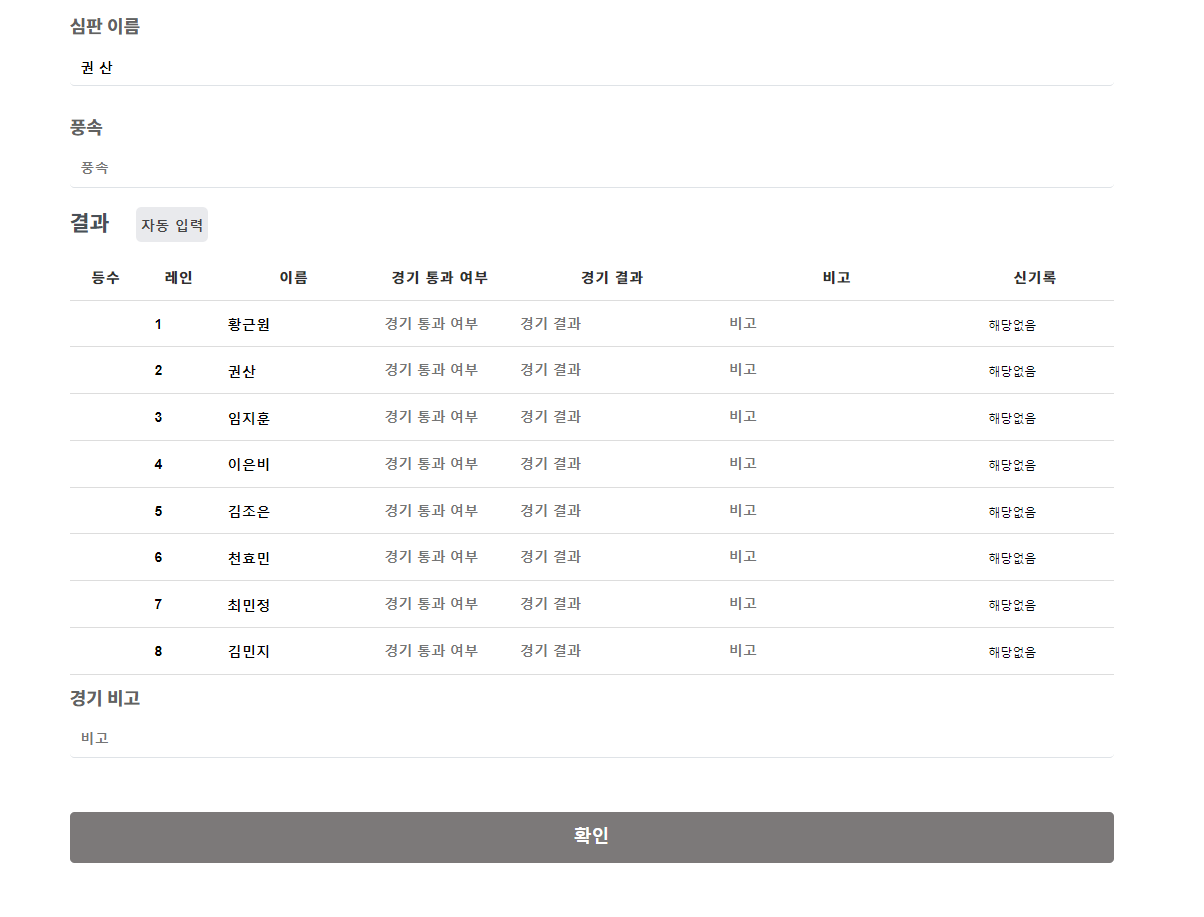 심판 이름
권 산
풍속
풍속
결과 자동 입력
등수 레인 이름 경기 통과 여부 경기 결과 비고 신기록
1 황근원 경기 통과 여부 경기 결과 비고 해당없음
2 권산 경기 통과 여부 경기 결과 비고 해당없음
3 임지훈 경기 통과 여부 경기 결과 비고 해당없음
4 이은비 경기 통과 여부 경기 결과 비고 해당없음
5 김조은 경기 통과 여부 경기 결과 비고 해당없음
6 천효민 경기 통과 여부 경기 결과 비고 해당없음
7 최민정 경기 통과 여부 경기 결과 비고 해당없음
8 김민지 경기 통과 여부 경기 결과 비고 해당없음
경기 비고
비고
확인